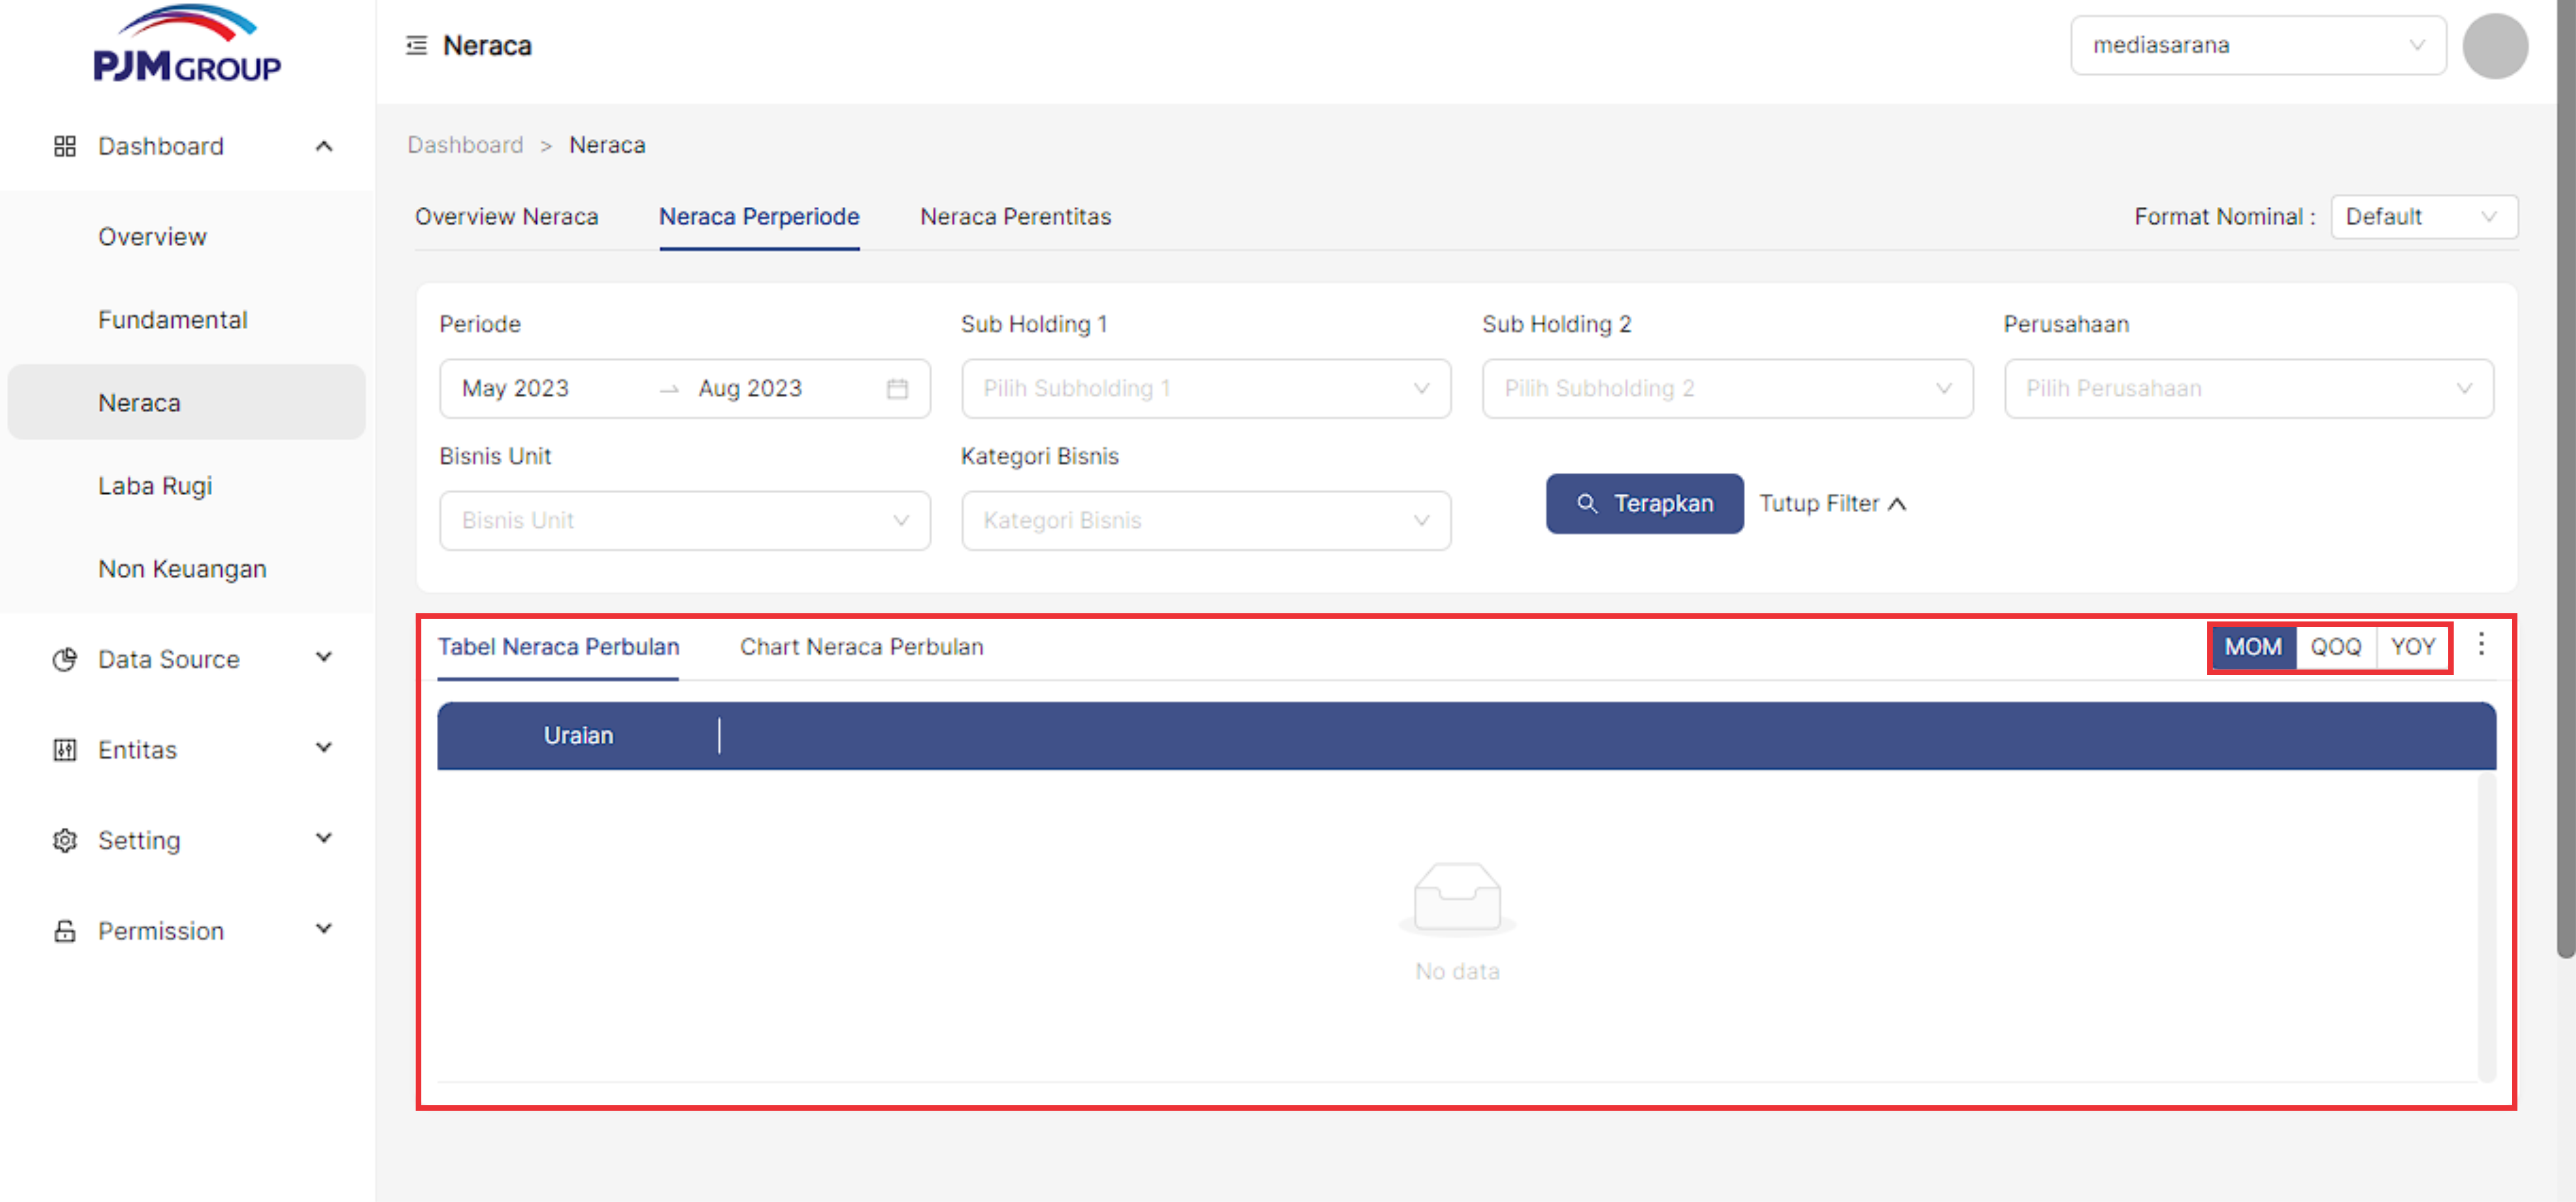 PJM GROUP
Neraca
mediasarana
Dashboard
Overview
Fundamental
Neraca
Laba Rugi
Non Keuangan
Data Source
Entitas
Setting
Permission
Dashboard > Neraca
Overview Neraca Neraca Perperiode Neraca Perentitas Format Nominal : Default
Periode Sub Holding 1 Sub Holding 2 Perusahaan
May 2023 → Aug 2023 Pilih Subholding 1 Pilih Subholding 2 Pilih Perusahaan
Bisnis Unit Kategori Bisnis
Bisnis Unit Kategori Bisnis Terapkan Tutup Filter
Tabel Neraca Perbulan Chart Neraca Perbulan MOM QOQ YOY
Uraian
No data